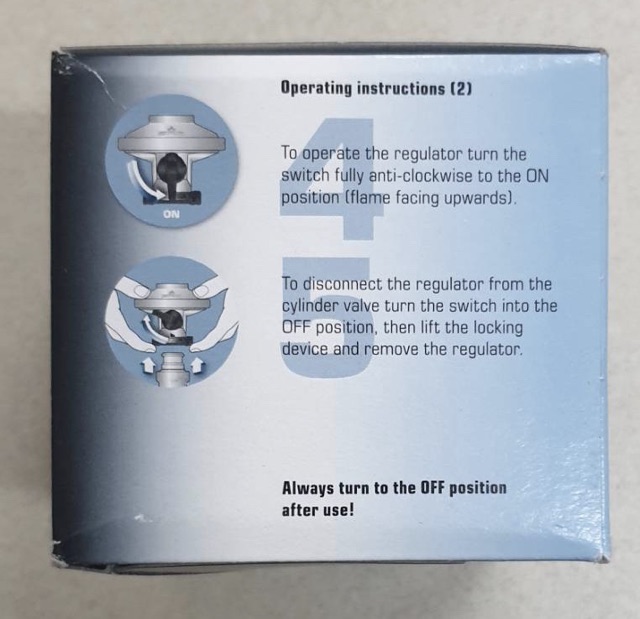 Operating instructions (2)
4
To operate the regulator turn the
switch fully anti-clockwise to the ON
position (flame facing upwards).
ON
5
To disconnect the regulator from the
cylinder valve turn the switch into the
OFF position, then lift the locking
device and remove the regulator.
Always turn to the OFF position
after use!